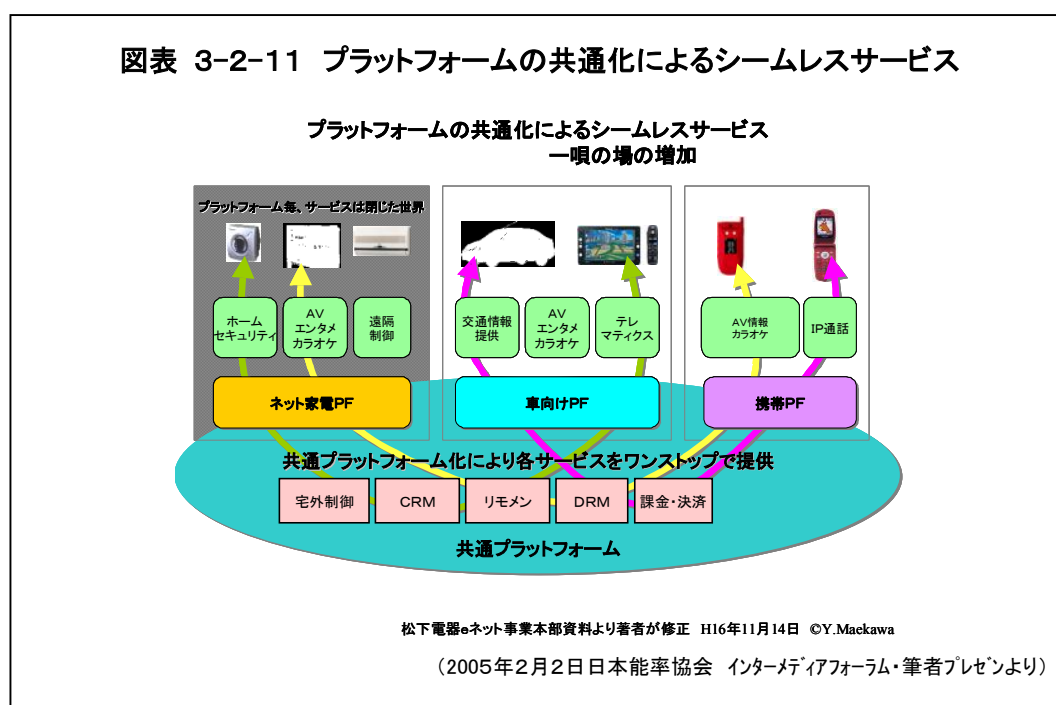 図表 3-2-11 プラットフォームの共通化によるシームレスサービス
プラットフォームの共通化によるシームレスサービス
ー唄の場の増加
プラットフォーム毎、サービスは閉じた世界
ホーム
セキュリティ
AV
エンタメ
カラオケ
遠隔
制御
交通情報
提供
AV
エンタメ
カラオケ
テレ
マティクス
AV情報
カラオケ
IP通話
ネット家電PF
車向けPF
携帯PF
共通プラットフォーム化により各サービスをワンストップで提供
宅外制御
CRM
リモメン
DRM
課金・決済
共通プラットフォーム
松下電器eネット事業本部資料より著者が修正 H16年11月14日 ©Y.Maekawa
(2005年2月2日日本能率協会 インターメディアフォーラム・筆者プレゼンより)